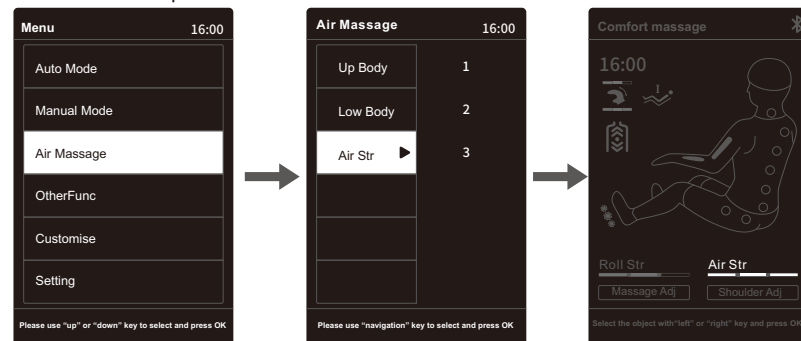 Menu 16:00
Auto Mode
Manual Mode
Air Massage
OtherFunc
Customise
Setting
Please use “up” or “down” key to select and press OK
Air Massage 16:00
Up Body 1
Low Body 2
Air Str 3
Please use “navigation” key to select and press OK
Comfort massage
16:00
I
Roll Str Air Str
Massage Adj Shoulder Adj
Select the object with“left” or “right” key and press OK